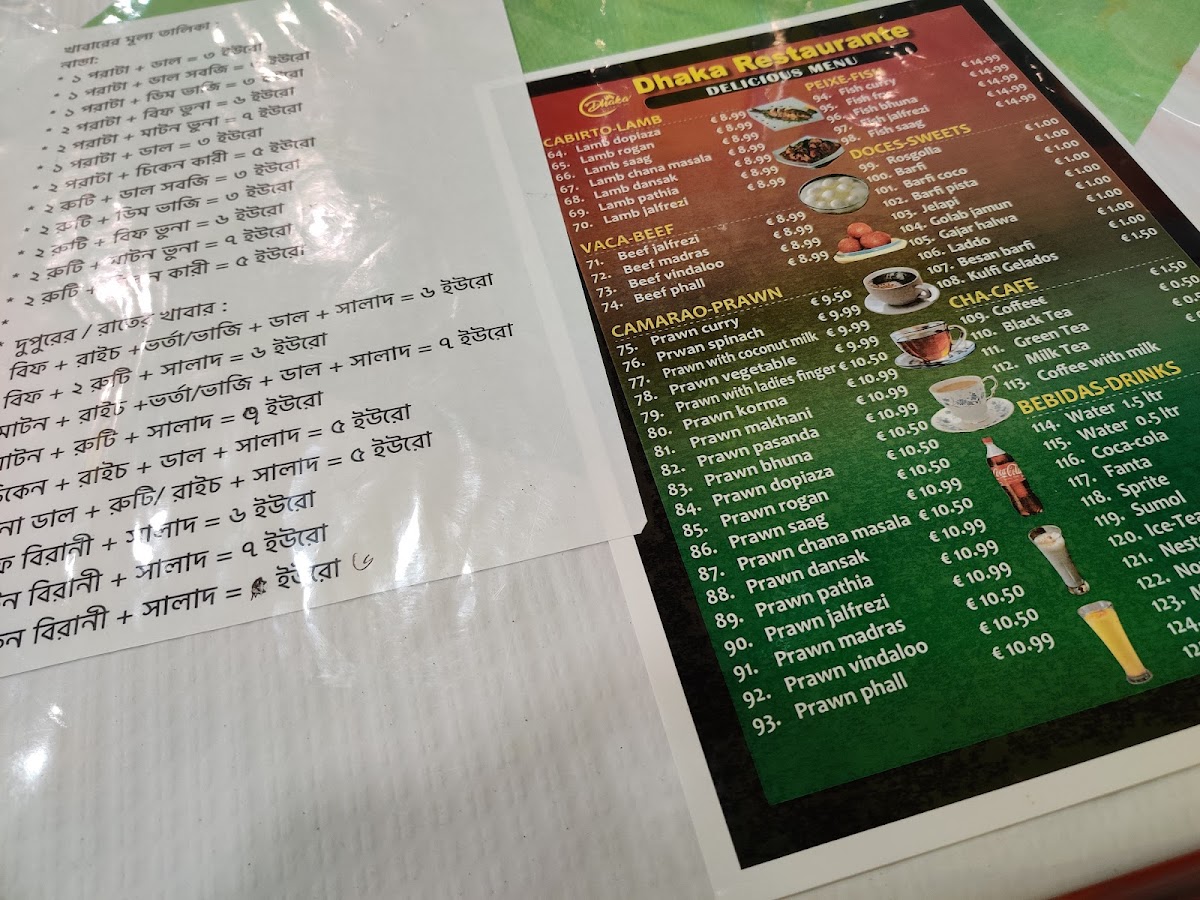 খাবারের মূল্য তালিকা :
নাস্তা:
* ১ পরাটা + ডাল = ৩ ইউরো
* ১ পরাটা + ডাল সবজি = ইউরো
* ১ পরাটা + ডিম ভাজি = ৩ ইউরো
* ২ পরাটা + বিফ ভুনা = ৬ ইউরো
* ২ পরাটা + মাটন ভুনা = ৭ ইউরো
* ১ পরাটা + ডাল = ৩ ইউরো
* ২ পরাটা + চিকেন কারী = ৫ ইউরো
* ২ রুটি + ডাল সবজি = ৩ ইউরো
* ২ রুটি + ডিম ভাজি = ৩ ইউরো
* ২ রুটি + বিফ ভুনা = ৬ ইউরো
* ২ রুটি + মাটন ভুনা = ৭ ইউরো
* ২ রুটি + কারী = ৫ ইউরো
*
* দুপুরের / রাতের খাবার :
বিফ + রাইচ +ভর্তা/ভাজি + ডাল + সালাদ = ৬ ইউরো
বিফ + ২ রুটি + সালাদ = ৬ ইউরো
মাটন + রাইচ +ভর্তা/ভাজি + ডাল + সালাদ = ৭ ইউরো
মাটন + রুটি + সালাদ = ৭ ইউরো
+ রাইচ + ডাল + সালাদ = ৫ ইউরো
ডাল + রুটি/ রাইচ + সালাদ = ৫ ইউরো
বিরানী + সালাদ = ৬ ইউরো
বিরানী + সালাদ = ৭ ইউরো
বিরানী + সালাদ = ইউরো ৬
Dhaka Restaurante
DELICIOUS MENU
Dhaka
CABIRTO-LAMB
64. Lamb dopiaza € 8.99
65. Lamb rogan € 8.99
66. Lamb saag € 8.99
67. Lamb chana masala € 8.99
68. Lamb dansak € 8.99
69. Lamb pathia € 8.99
70. Lamb jalfrezi
VACA-BEEF
71. Beef jalfrezi € 8.99
72. Beef madras € 8.99
73. Beef vindaloo € 8.99
74. Beef phall € 8.99
CAMARAO-PRAWN
75. Prawn curry € 9.50
76. Prwan spinach € 9.99
77. Prawn with coconut milk € 9.99
78. Prawn vegetable € 9.99
79. Prawn with ladies finger € 10.50
80. Prawn korma € 10.99
81. Prawn makhani € 10.99
82. Prawn pasanda € 10.99
83. Prawn bhuna € 10.50
84. Prawn dopiaza € 10.50
85. Prawn rogan € 10.50
86. Prawn saag € 10.99
87. Prawn chana masala € 10.50
88. Prawn dansak € 10.99
89. Prawn pathia € 10.99
90. Prawn jalfrezi € 10.99
91. Prawn madras € 10.50
92. Prawn vindaloo € 10.50
93. Prawn phall € 10.99
PEIXE-FISH
94. Fish curry € 14.99
95. Fish € 14.99
96. Fish bhuna € 14.99
97. Fish jalfrezi € 14.99
98. Fish saag € 14.99
DOCES-SWEETS
99. Rosgolla € 1.00
100. Barfi € 1.00
101. Barfi coco € 1.00
102. Barfi pista € 1.00
103. Jelapi € 1.00
104. Golab jamun € 1.00
105. Gajar halwa € 1.00
106. Laddo € 1.00
107. Besan barfi € 1.00
108. Kulfi Gelados € 1.50
CHA-CAFE
109. Coffee€ € 1.50
110. Black Tea € 0.50
111. Green Tea
112. Milk Tea
113. Coffee with milk
BEBIDAS-DRINKS
114. Water 1.5 ltr
115. Water 0.5 ltr
116. Coca-cola
117. Fanta
118. Sprite
119. Sumol
120. Ice-Tea
121.
122.
123.
124.